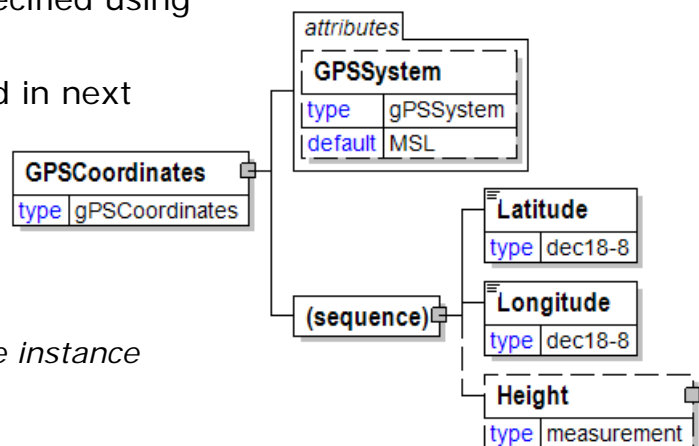 specified using
attributes
GPSSystem
type gPSSystem
default MSL
d in next
GPSCoordinates
type gPSCoordinates
Latitude
type dec18-8
(sequence)
Longitude
type dec18-8
e instance
Height
type measurement